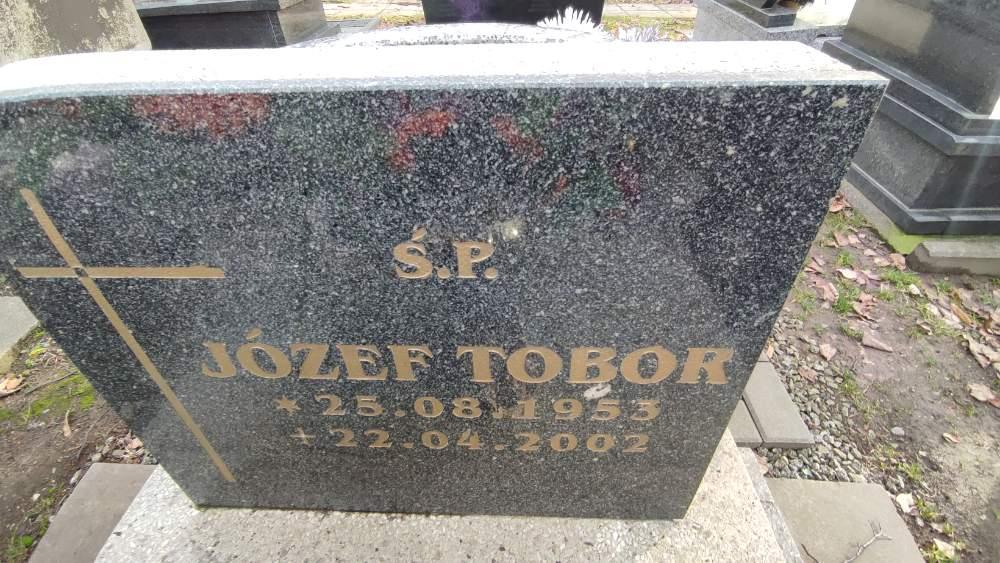 Ś.P.
JÓZEF TOBOR
* 25.08.1953
+ 22.04.2002